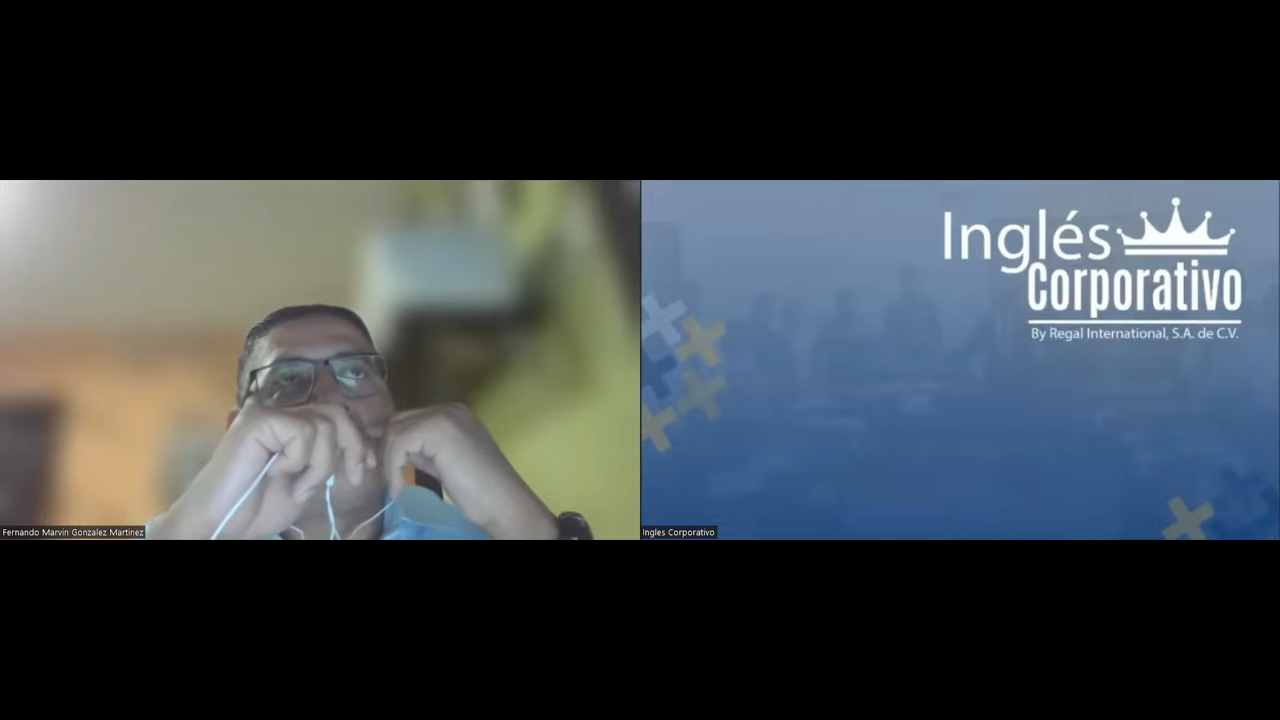 Inglés
Corporativo
By Regal International, S.A. de C.V.
Fernando Marvin Gonzalez Martinez
Ingles Corporativo